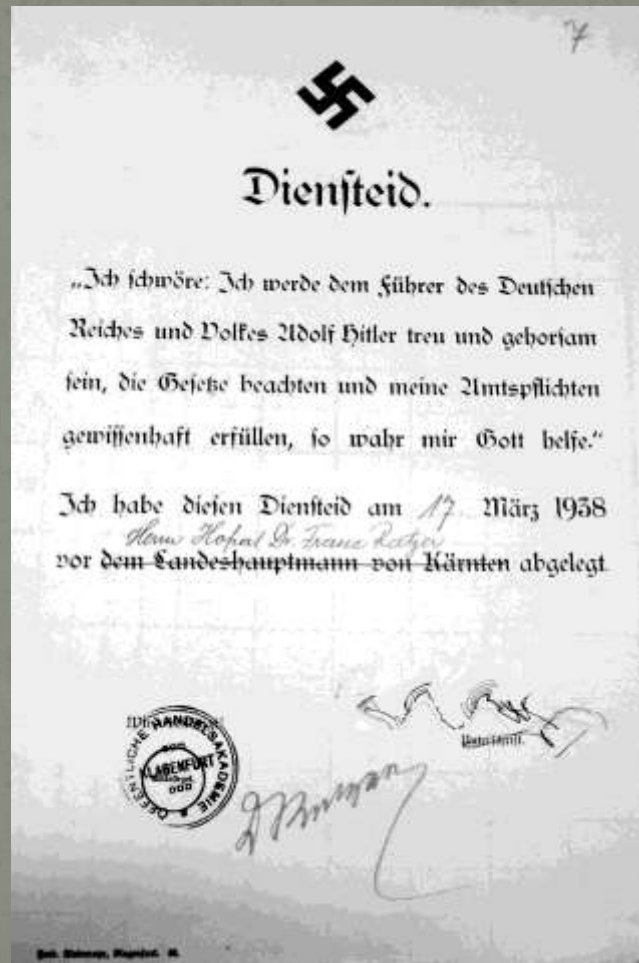 7
Diensteid.
„Ich schwöre: Ich werde dem Führer des Deutschen
Reiches und Volkes Adolf Hitler treu und gehorsam
sein, die Gesetze beachten und meine Amtspflichten
gewissenhaft erfüllen, so wahr mir Gott helfe.“
Ich habe diesen Diensteid am 17. März 1938
Herrn Hofrat Dr. Franz
vor dem Landeshauptmann von Kärnten abgelegt.
Unterschrift.
ÖFFENTLICHE HANDELSAKADEMIE
KLAGENFURT